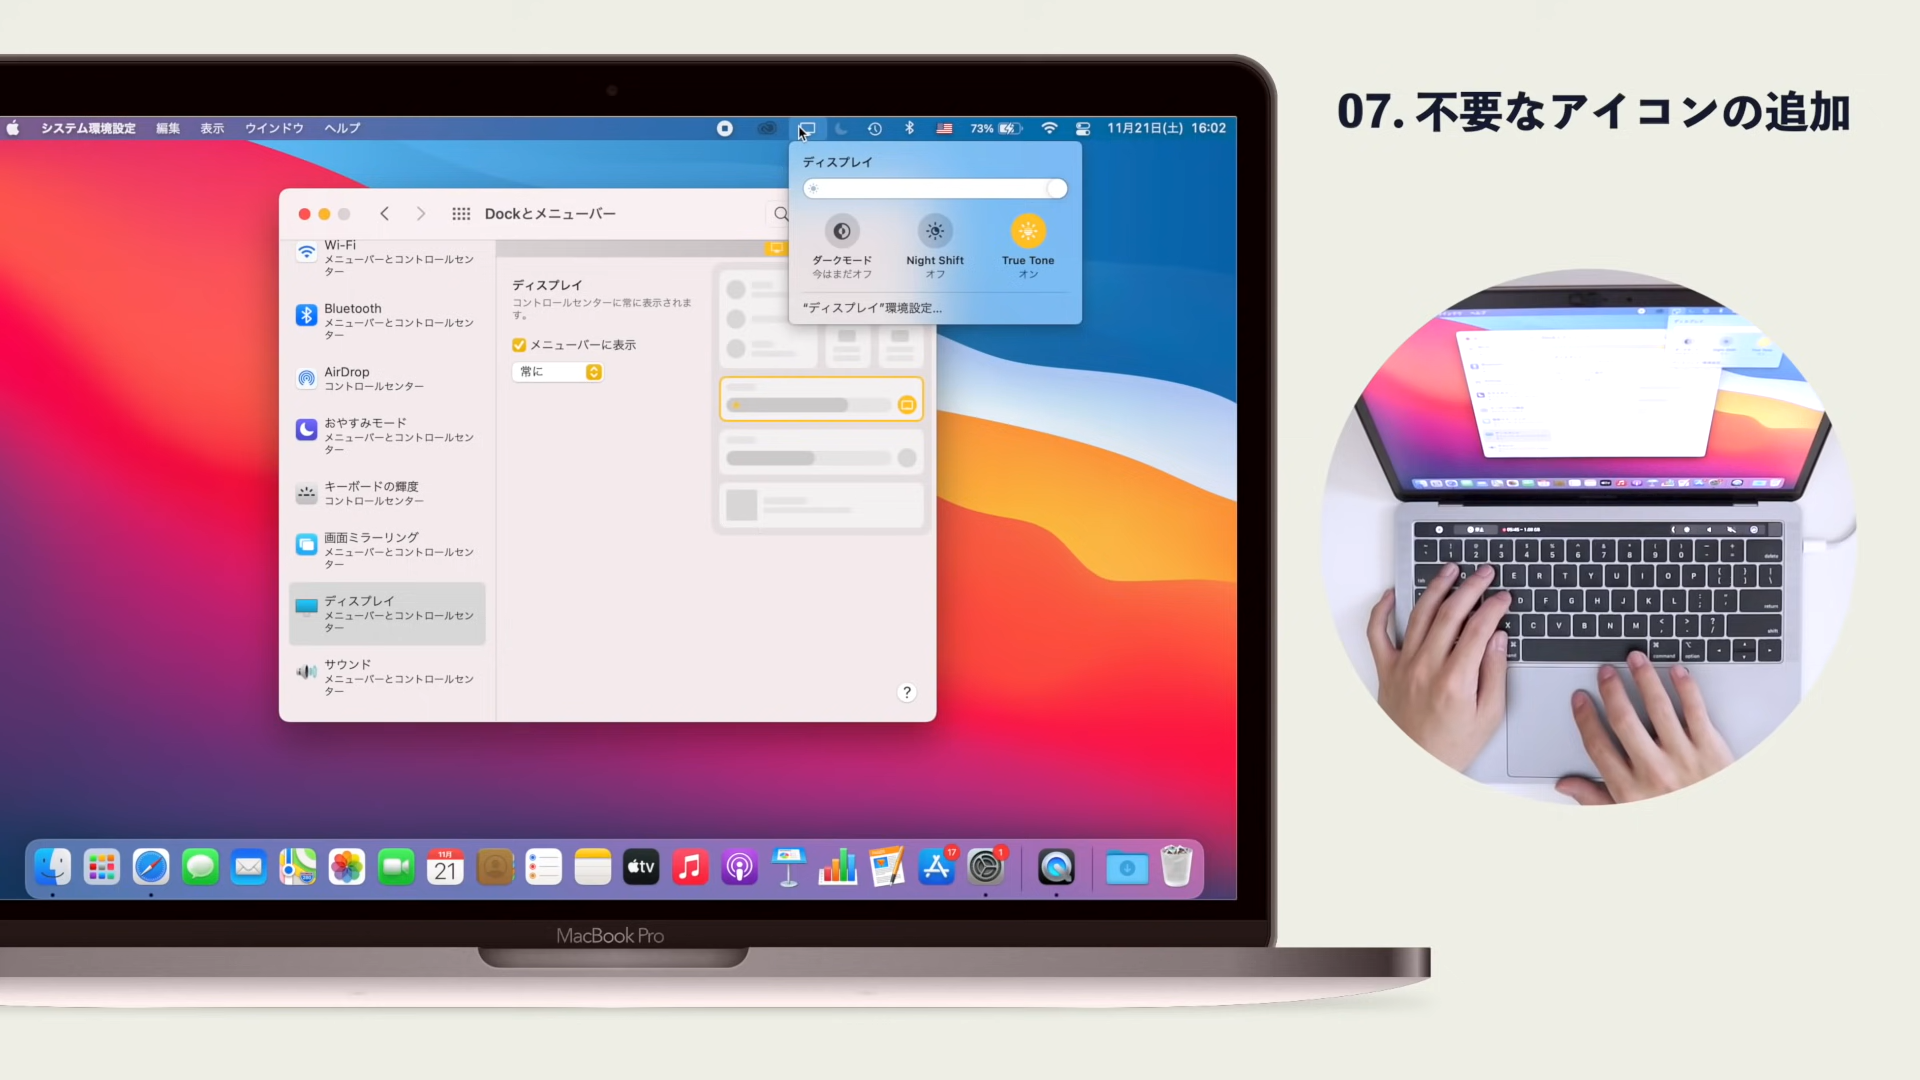 07. 不要なアイコンの追加
システム環境設定 編集 表示 ウインドウ ヘルプ
73% 11月21日(土) 16:02
ディスプレイ
ダークモード Night Shift True Tone
今はまだオフ オフ オン
“ディスプレイ”環境設定...
Dockとメニューバー
Wi-Fi
メニューバーとコントロールセン
ター
Bluetooth
メニューバーとコントロールセン
ター
AirDrop
コントロールセンター
おやすみモード
メニューバーとコントロールセン
ター
キーボードの輝度
コントロールセンター
画面ミラーリング
メニューバーとコントロールセン
ター
ディスプレイ
メニューバーとコントロールセン
ター
サウンド
メニューバーとコントロールセン
ター
ディスプレイ
コントロールセンターに常に表示されま
す。
メニューバーに表示
常に
?
11月
21
tv
17
1
MacBook Pro
E R T Y U I O P
D F G H J K L
X C V B N M
command option